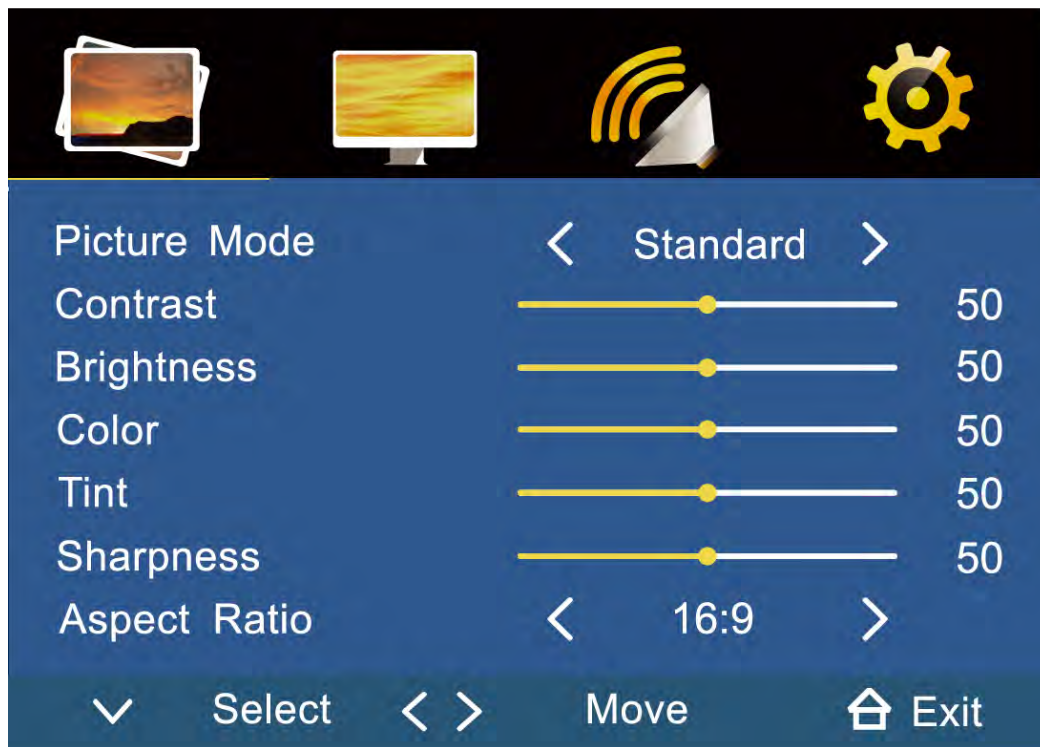 Picture Mode Standard
Contrast 50
Brightness 50
Color 50
Tint 50
Sharpness 50
Aspect Ratio 16:9
Select Move Exit